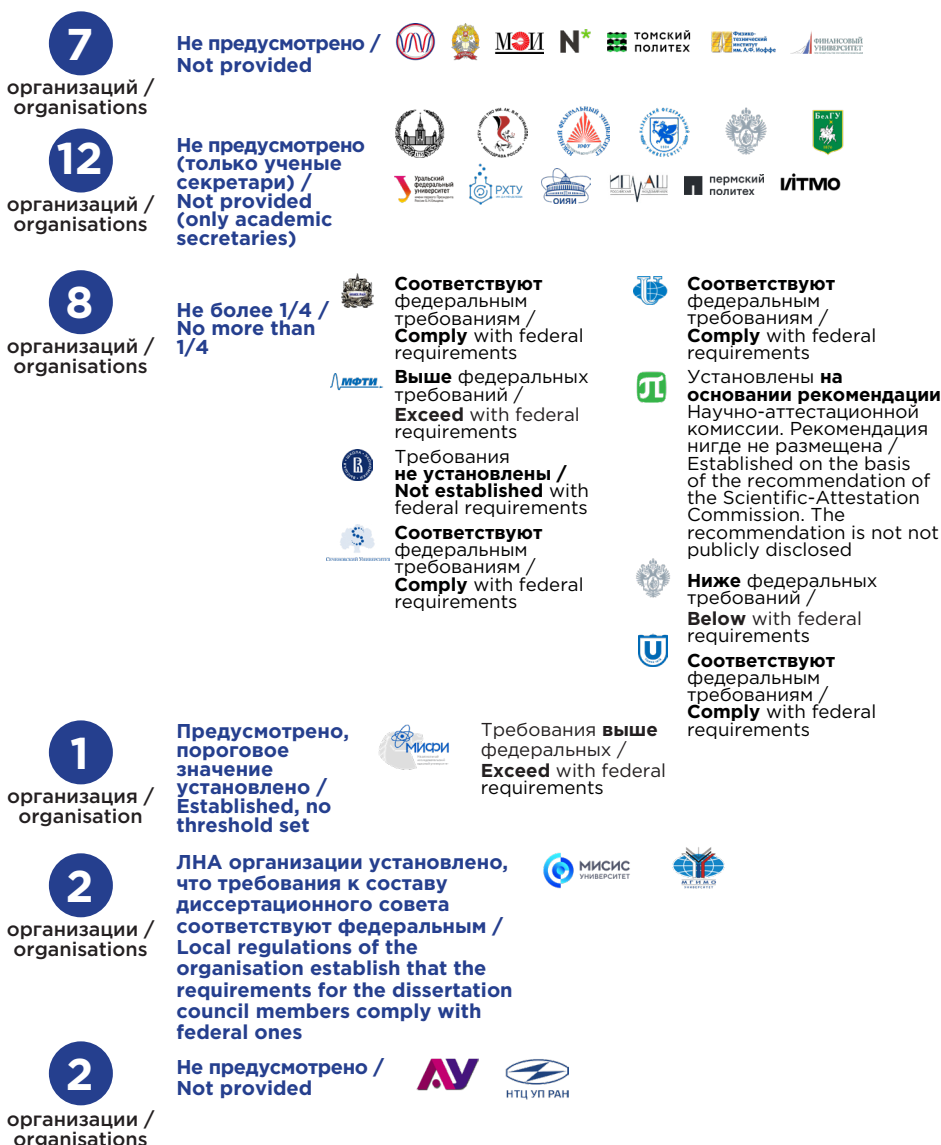 7
организаций /
organisations
Не предусмотрено /
Not provided
МЭИ
N*
ТОМСКИЙ
ПОЛИТЕХ
Физико-
технический
институт
им. А.Ф. Иоффе
ФИНАНСОВЫЙ
УНИВЕРСИТЕТ
12
организаций /
organisations
Не предусмотрено
(только ученые
секретари) /
Not provided
(only academic
secretaries)
ЮЖНЫЙ ФЕДЕРАЛЬНЫЙ УНИВЕРСИТЕТ
БелГУ
Уральский
федеральный
университет
РХТУ
ОИЯИ
пермский
политех
ИТМО
8
организаций /
organisations
Не более 1/4 /
No more than
1/4
Соответствуют
федеральным
требованиям /
Comply with federal
requirements
МФТИ
Выше федеральных
требований /
Exceed with federal
requirements
Требования
не установлены /
Not established with
federal requirements
Сеченовский Университет
Соответствуют
федеральным
требованиям /
Comply with federal
requirements
Соответствуют
федеральным
требованиям /
Comply with federal
requirements
Установлены на
основании рекомендации
Научно-аттестационной
комиссии. Рекомендация
нигде не размещена /
Established on the basis
of the recommendation of
the Scientific-Attestation
Commission. The
recommendation is not not
publicly disclosed
Ниже федеральных
требований /
Below with federal
requirements
Соответствуют
федеральным
требованиям /
Comply with federal
requirements
1
организация /
organisation
Предусмотрено,
пороговое
значение
установлено /
Established, no
threshold set
МИФИ
Требования выше
федеральных /
Exceed with federal
requirements
2
организации /
organisations
ЛНА организации установлено,
что требования к составу
диссертационного совета
соответствуют федеральным /
Local regulations of the
organisation establish that the
requirements for the dissertation
council members comply with
federal ones
МИСИС
УНИВЕРСИТЕТ
МГИМО
УНИВЕРСИТЕТ
2
организации /
organisations
Не предусмотрено /
Not provided
АУ
НТЦ УП РАН